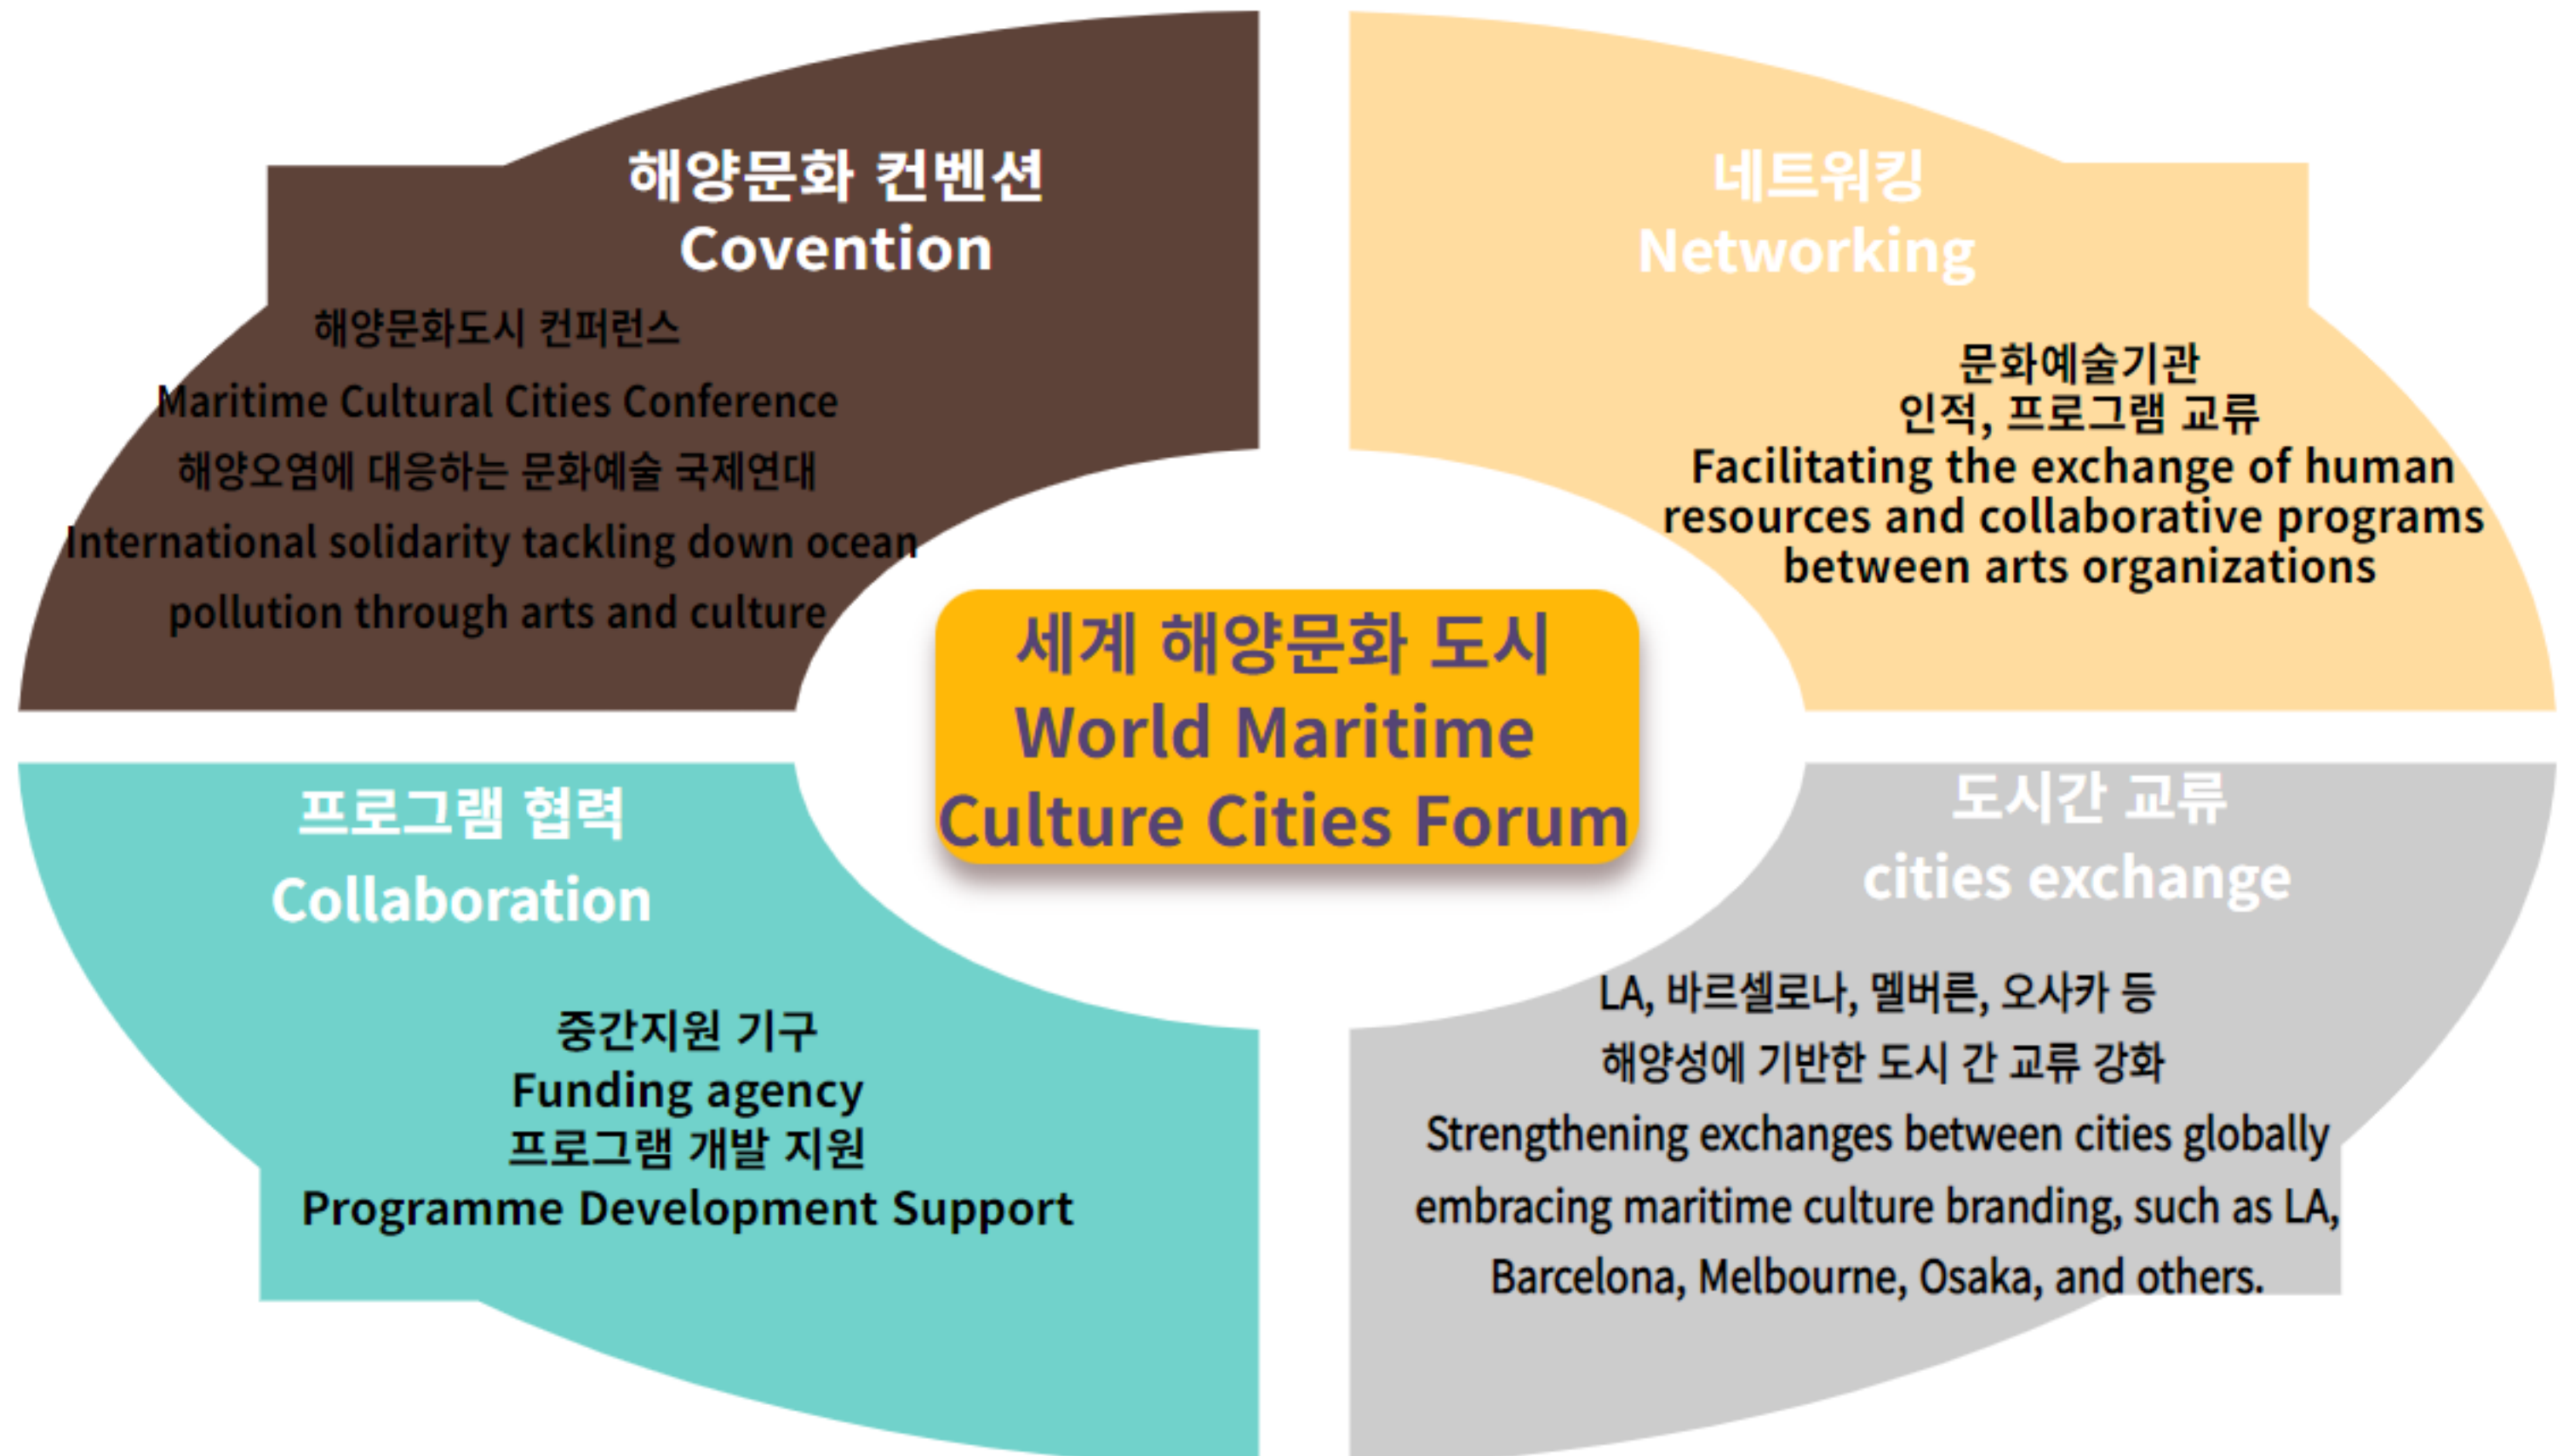 해양문화 컨벤션
Covention
해양문화도시 컨퍼런스
Maritime Cultural Cities Conference
해양오염에 대응하는 문화예술 국제연대
International solidarity tackling down ocean
pollution through arts and culture
네트워킹
Networking
문화예술기관
인적, 프로그램 교류
Facilitating the exchange of human
resources and collaborative programs
between arts organizations
세계 해양문화 도시
World Maritime
Culture Cities Forum
프로그램 협력
Collaboration
중간지원 기구
Funding agency
프로그램 개발 지원
Programme Development Support
도시간 교류
cities exchange
LA, 바르셀로나, 멜버른, 오사카 등
해양성에 기반한 도시 간 교류 강화
Strengthening exchanges between cities globally
embracing maritime culture branding, such as LA,
Barcelona, Melbourne, Osaka, and others.